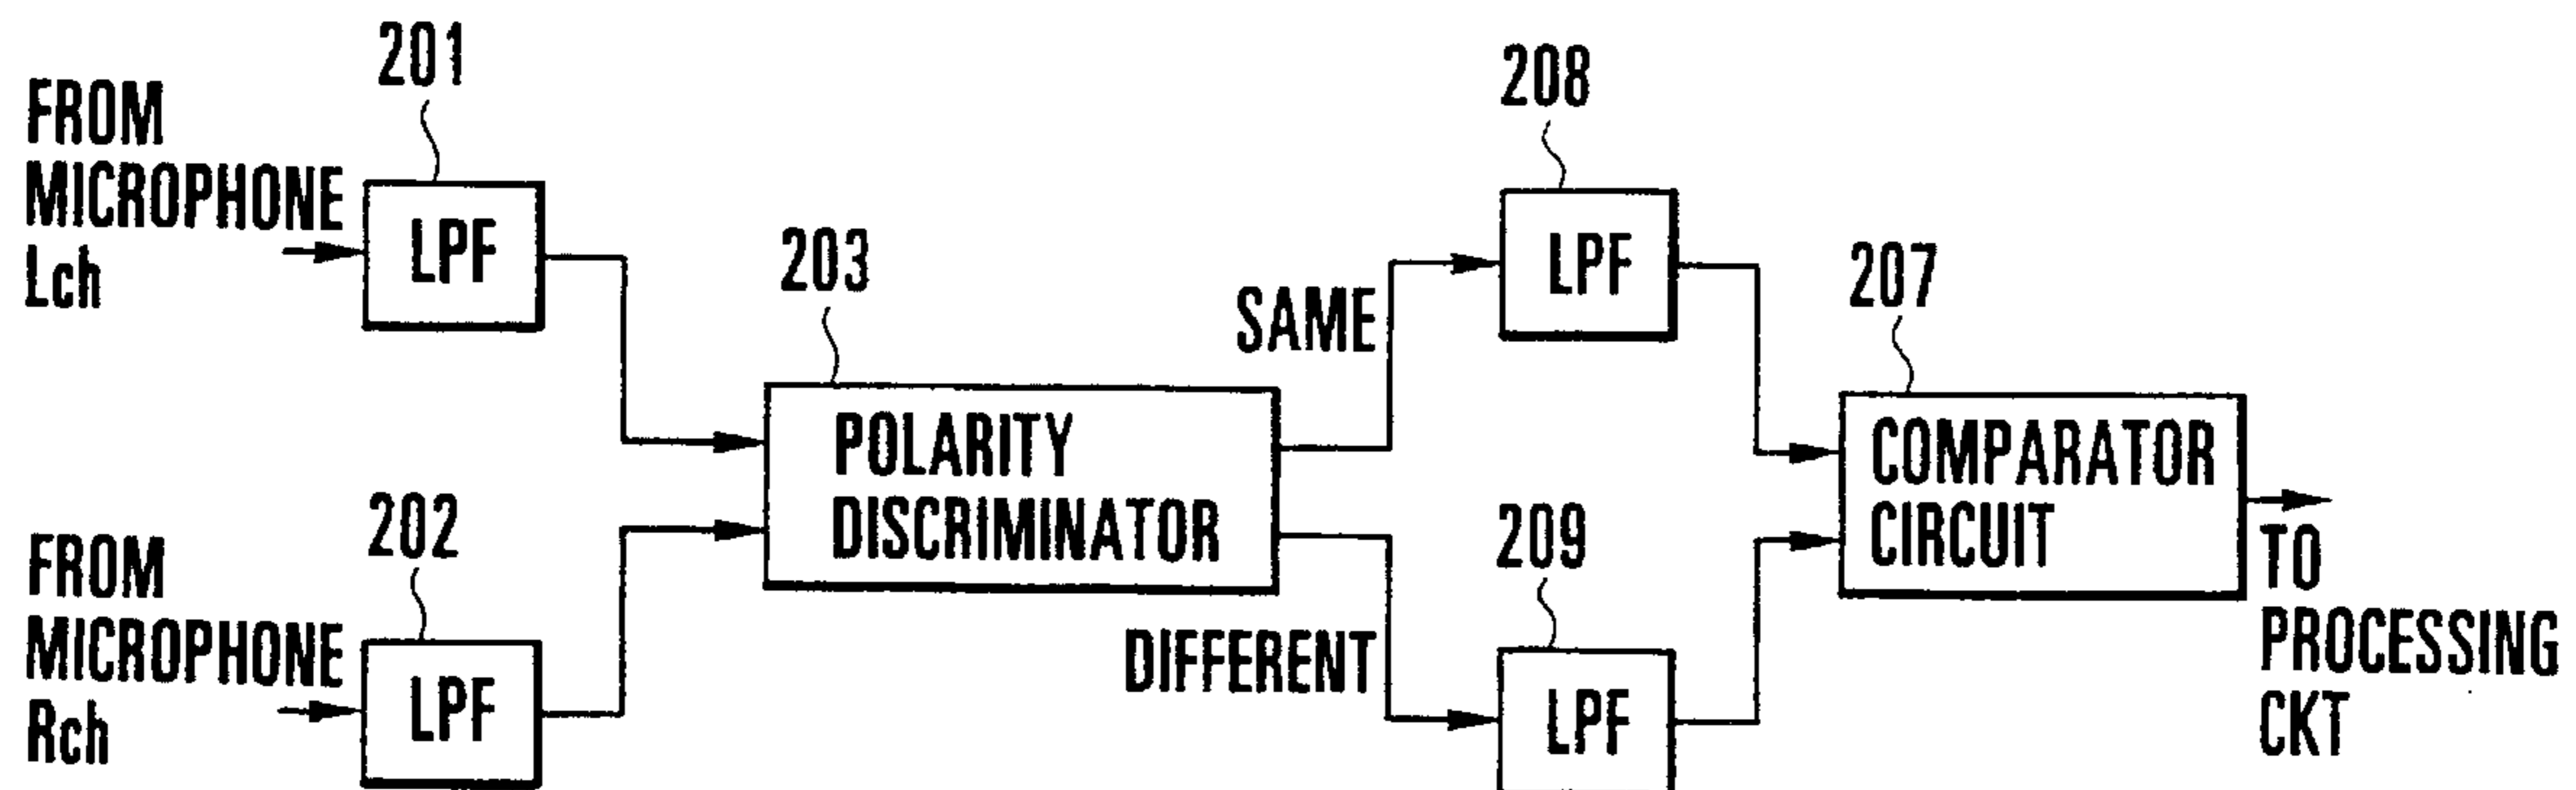 201
FROM
MICROPHONE
Lch
LPF
202
FROM
MICROPHONE
Rch
LPF
203
POLARITY
DISCRIMINATOR
SAME
DIFFERENT
208
LPF
209
LPF
207
COMPARATOR
CIRCUIT
TO
PROCESSING
CKT